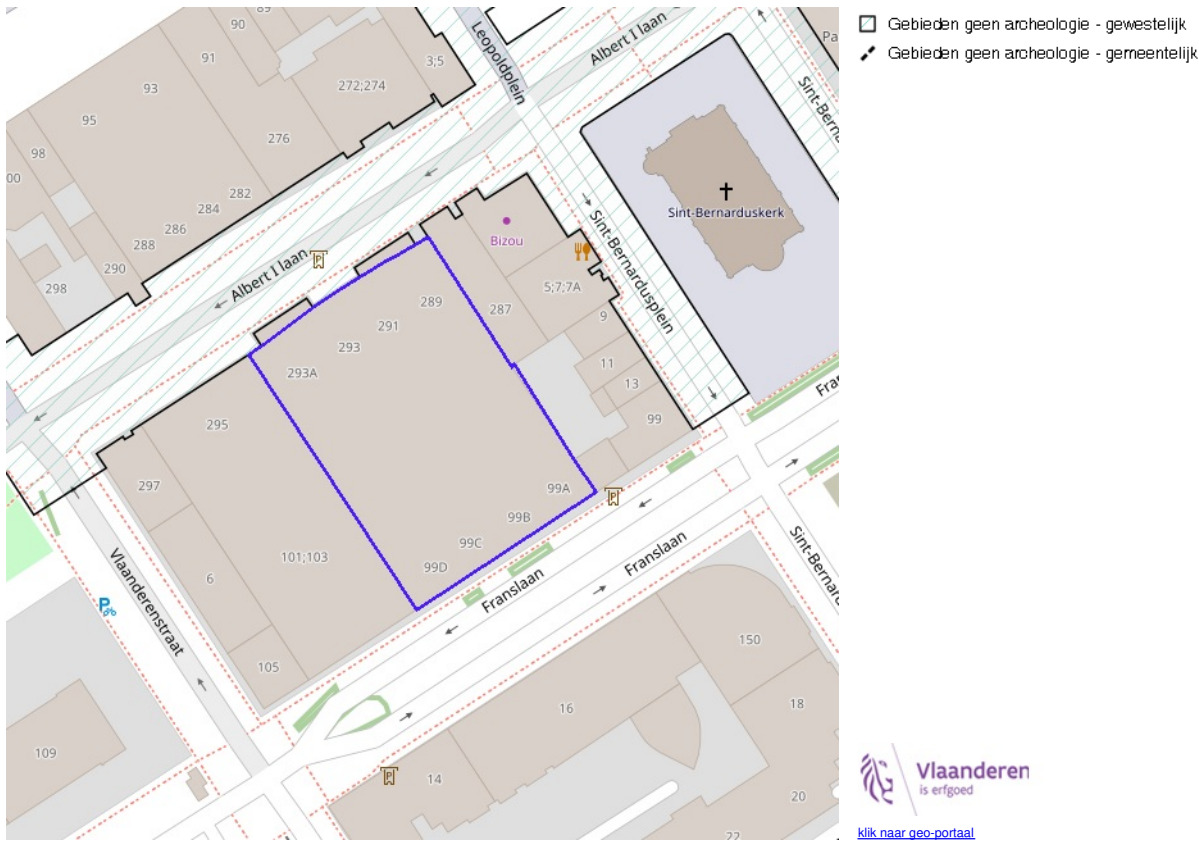 89
90
91
93
95
98
00
3;5
272;274
276
282
284
286
288
290
298
Leopoldplein
Albert I laan
Pa
Sint-Berna
Sint-Bernarduskerk
Bizou
Sint-Bernardusplein
Albert I laan
5;7;7A
287
289
291
293
293A
295
297
9
11
13
99
99A
99B
99C
99D
101;103
6
105
Fra
Franslaan
Franslaan
Sint-Bernard
Vlaanderenstraat
P
109
150
16
18
14
20
22
P
P
P
Gebieden geen archeologie - gewestelijk
Gebieden geen archeologie - gemeentelijk
Vlaanderen
is erfgoed
klik naar geo-portaal